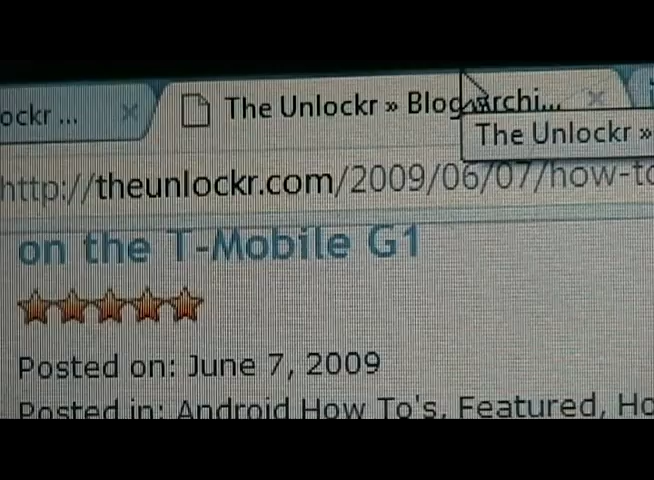 ockr ...
The Unlockr » Blog Archi...
The Unlockr »
http://theunlockr.com/2009/06/07/how-to
on the T-Mobile G1
Posted on: June 7, 2009
Posted in: Android How To's, Featured, Ho